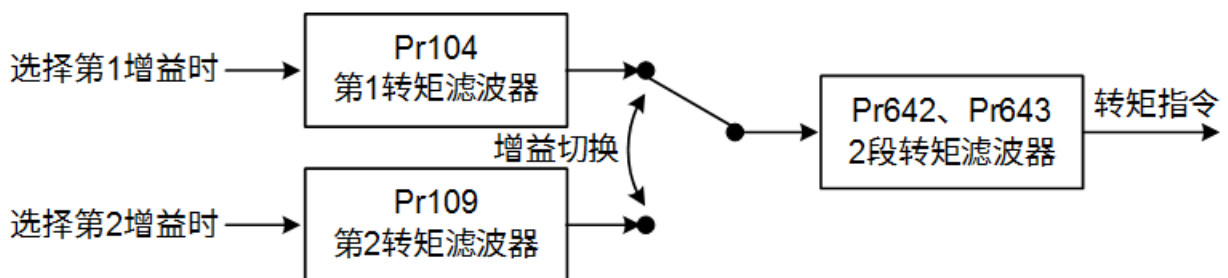 选择第1增益时
Pr104
第1转矩滤波器
增益切换
选择第2增益时
Pr109
第2转矩滤波器
Pr642、Pr643
2段转矩滤波器
转矩指令